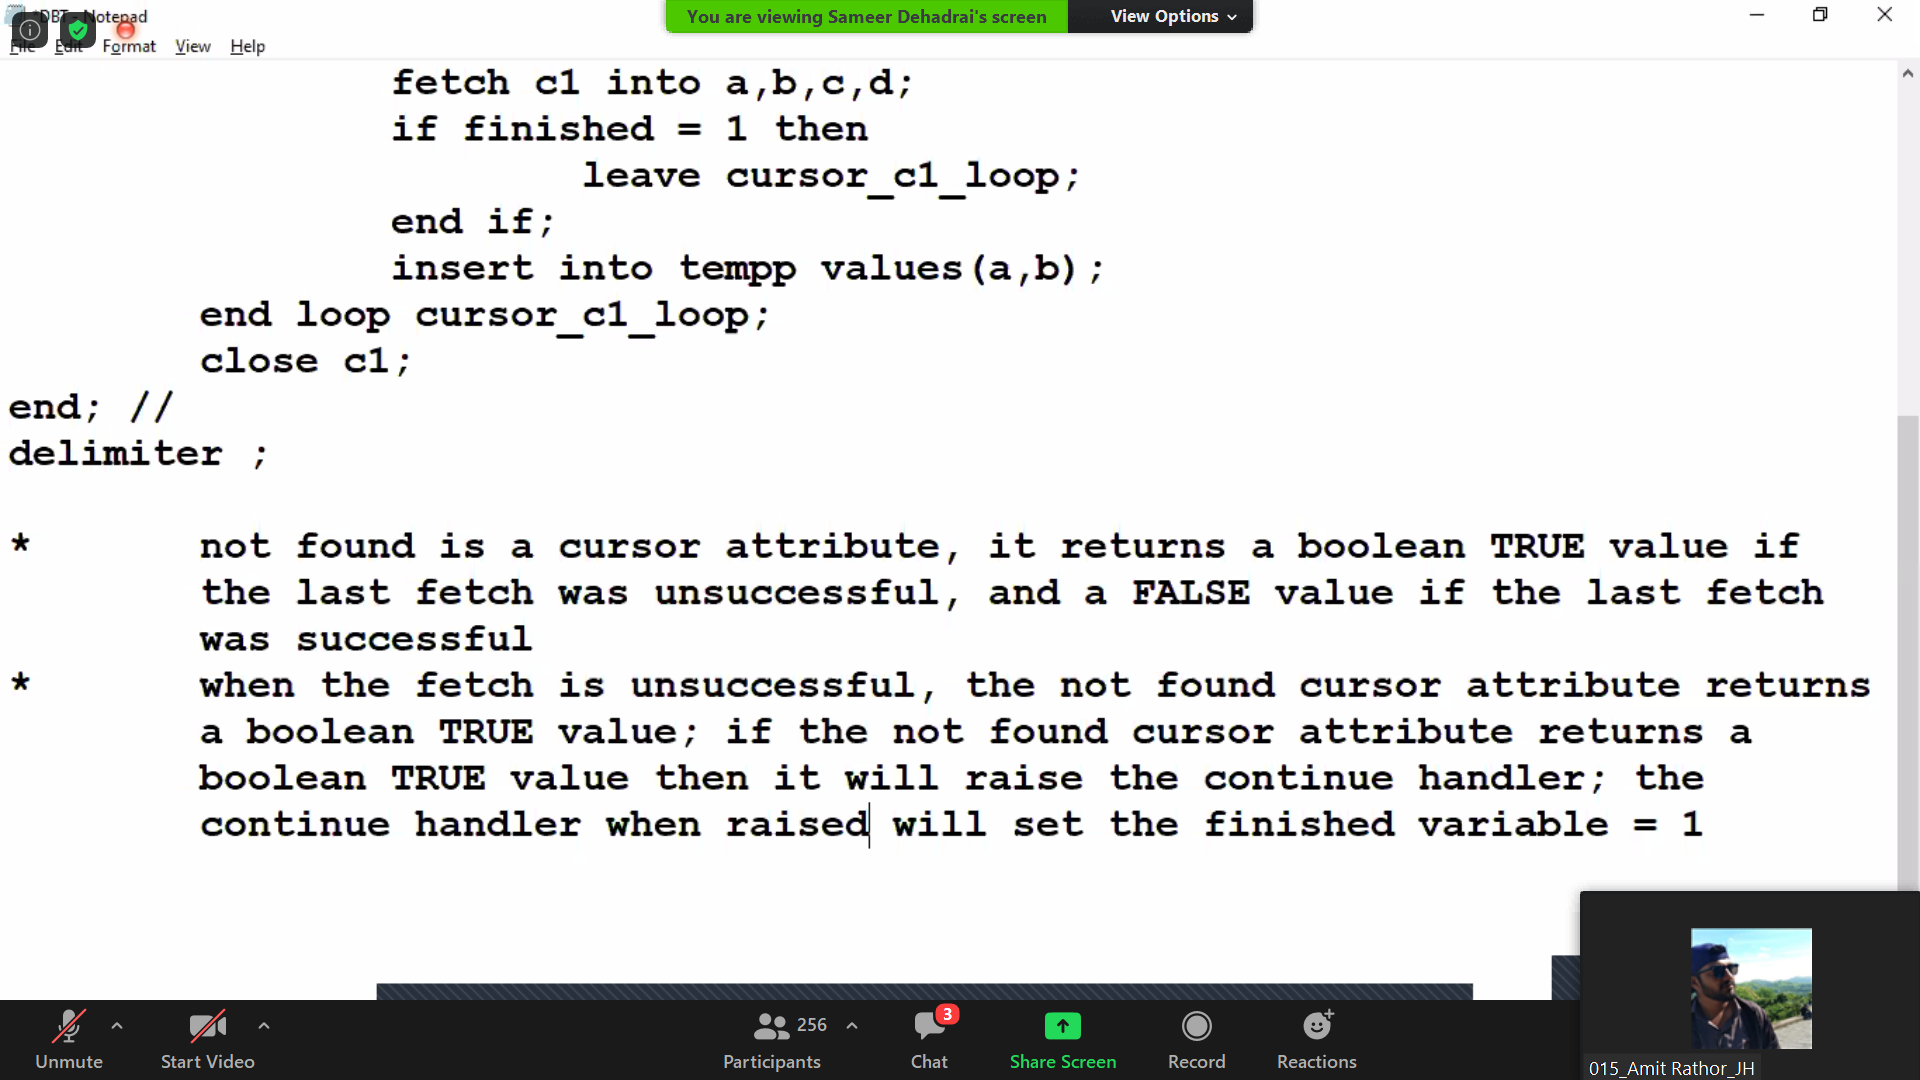 *DBT - Notepad
You are viewing Sameer Dehadrai's screen View Options
File Edit Format View Help
fetch c1 into a,b,c,d;
if finished = 1 then
leave cursor_c1_loop;
end if;
insert into tempp values(a,b);
end loop cursor_c1_loop;
close c1;
end; //
delimiter ;
* not found is a cursor attribute, it returns a boolean TRUE value if
the last fetch was unsuccessful, and a FALSE value if the last fetch
was successful
* when the fetch is unsuccessful, the not found cursor attribute returns
a boolean TRUE value; if the not found cursor attribute returns a
boolean TRUE value then it will raise the continue handler; the
continue handler when raised will set the finished variable = 1
256 3
Unmute Start Video Participants Chat Share Screen Record Reactions
015_Amit Rathor_JH